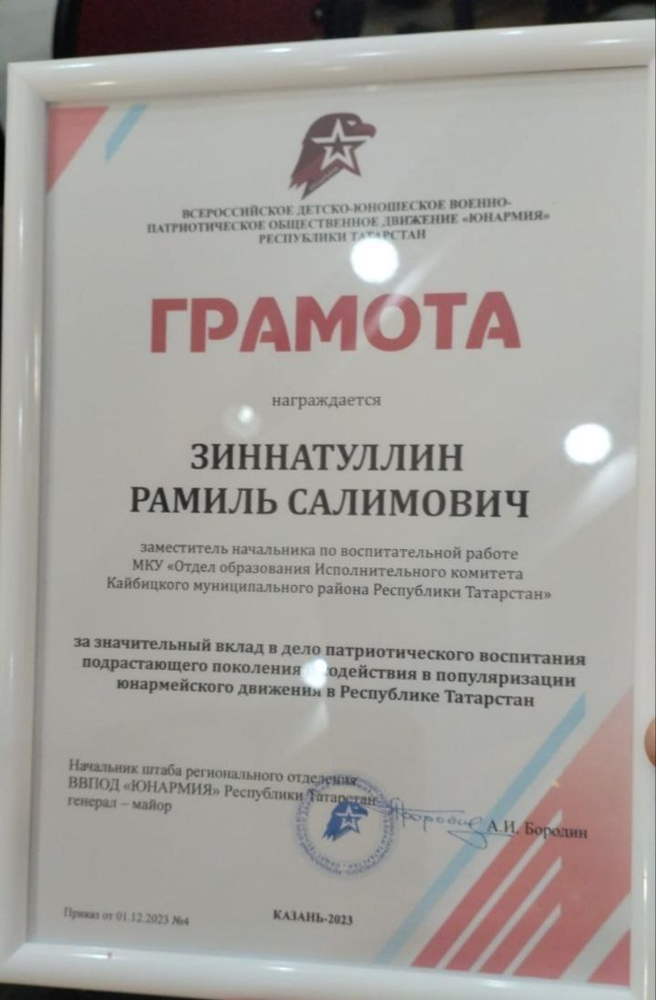 ВСЕРОССИЙСКОЕ ДЕТСКО-ЮНОШЕСКОЕ ВОЕННО-
ПАТРИОТИЧЕСКОЕ ОБЩЕСТВЕННОЕ ДВИЖЕНИЕ «ЮНАРМИЯ»
РЕСПУБЛИКИ ТАТАРСТАН
ГРАМОТА
награждается
ЗИННАТУЛЛИН
РАМИЛЬ САЛИМОВИЧ
заместитель начальника по воспитательной работе
МКУ «Отдел образования Исполнительного комитета
Кайбицкого муниципального района Республики Татарстан»
за значительный вклад в дело патриотического воспитания
подрастающего поколения в популяризации
юнармейского движения в Республике Татарстан
Начальник штаба регионального отделения
ВВПОД «ЮНАРМИЯ» Республики Татарстан
генерал – майор
А.И. Бородин
Приказ от 01.12.2023 №4
КАЗАНЬ-2023